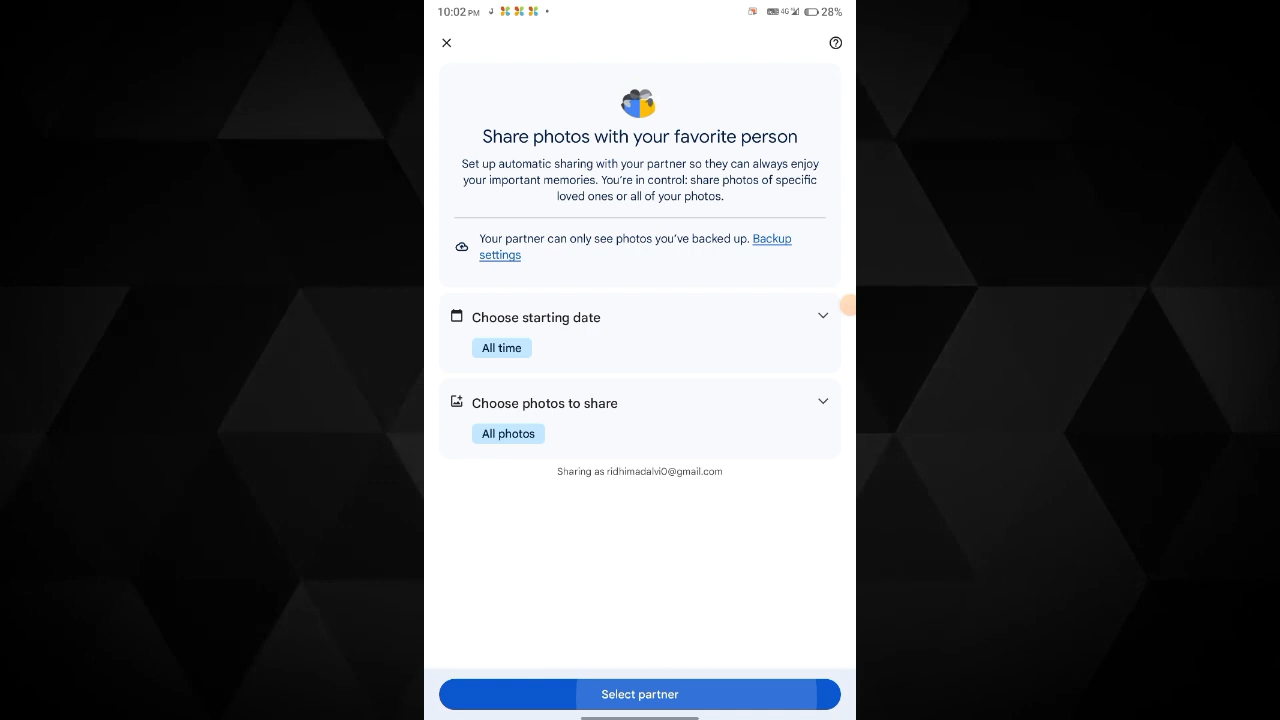 10:02 PM 4G 28%
Share photos with your favorite person
Set up automatic sharing with your partner so they can always enjoy
your important memories. You're in control: share photos of specific
loved ones or all of your photos.
Your partner can only see photos you've backed up. Backup
settings
Choose starting date
All time
Choose photos to share
All photos
Sharing as ridhimadalvi0@gmail.com
Select partner